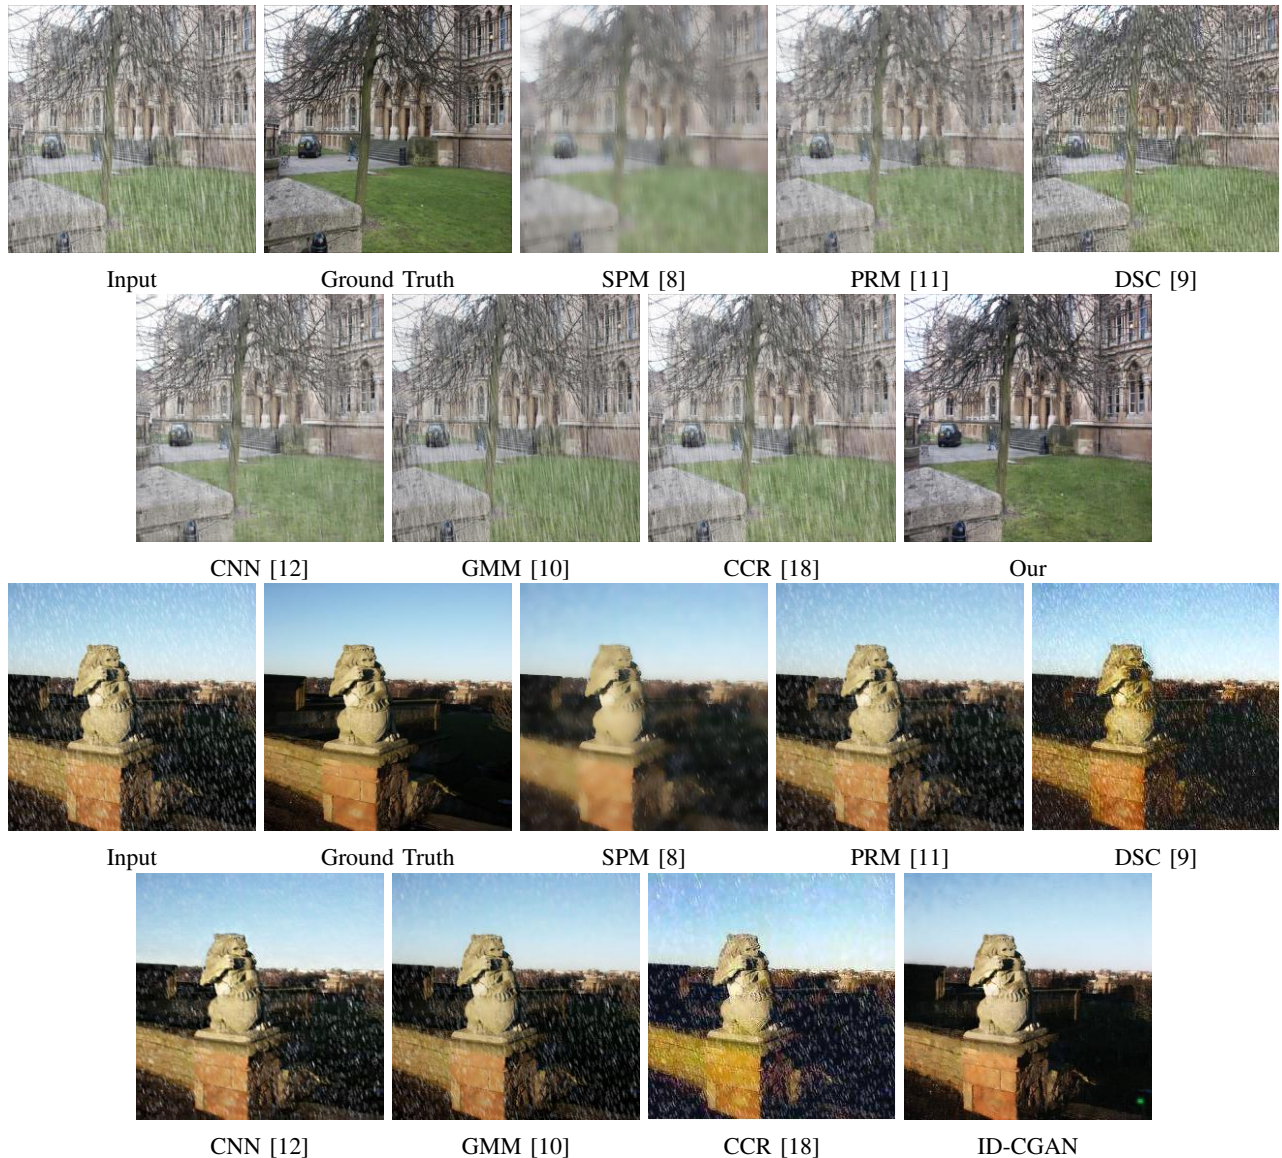 Input Ground Truth SPM [8] PRM [11] DSC [9]
CNN [12] GMM [10] CCR [18] Our
Input Ground Truth SPM [8] PRM [11] DSC [9]
CNN [12] GMM [10] CCR [18] ID-CGAN